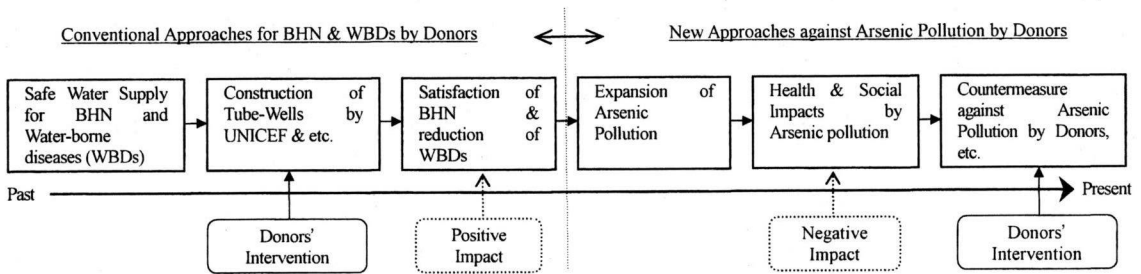 Conventional Approaches for BHN & WBDs by Donors
New Approaches against Arsenic Pollution by Donors
Safe Water Supply
for BHN and
Water-borne
diseases (WBDs)
Construction of
Tube-Wells by
UNICEF & etc.
Satisfaction of
BHN &
reduction of
WBDs
Expansion of
Arsenic
Pollution
Health & Social
Impacts by
Arsenic pollution
Countermeasure
against Arsenic
Pollution by Donors,
etc.
Past
Present
Donors'
Intervention
Positive
Impact
Negative
Impact
Donors'
Intervention